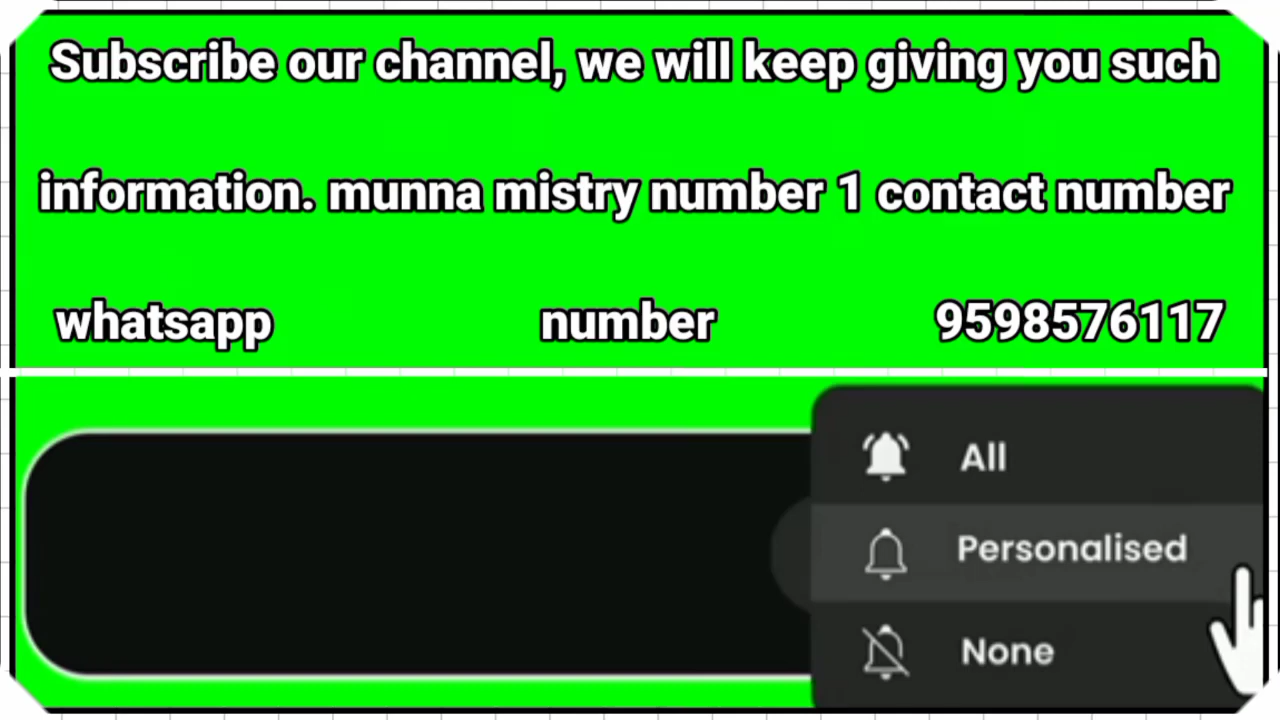 Subscribe our channel, we will keep giving you such
information. munna mistry number 1 contact number
whatsapp number 9598576117
All
Personalised
None